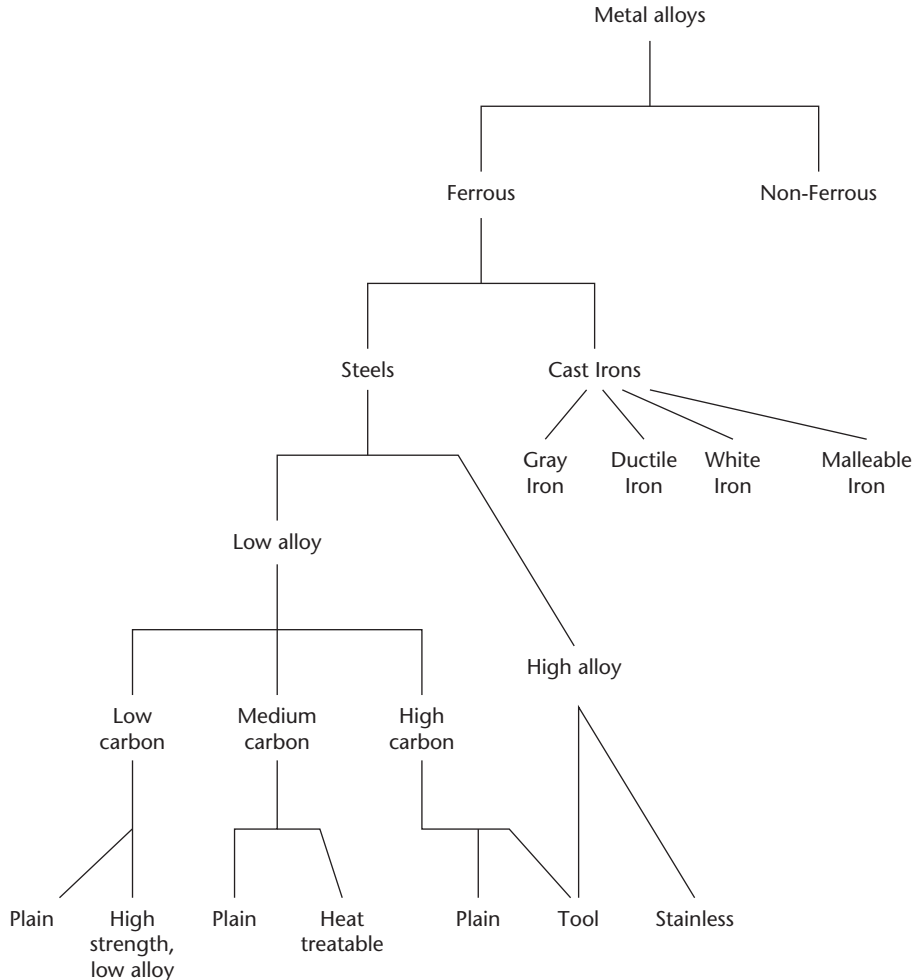 Metal alloys
Ferrous
Non-Ferrous
Steels
Cast Irons
Gray
Iron
Ductile
Iron
White
Iron
Malleable
Iron
Low alloy
High alloy
Low
carbon
Medium
carbon
High
carbon
Plain
High
strength,
low alloy
Plain
Heat
treatable
Plain
Tool
Stainless